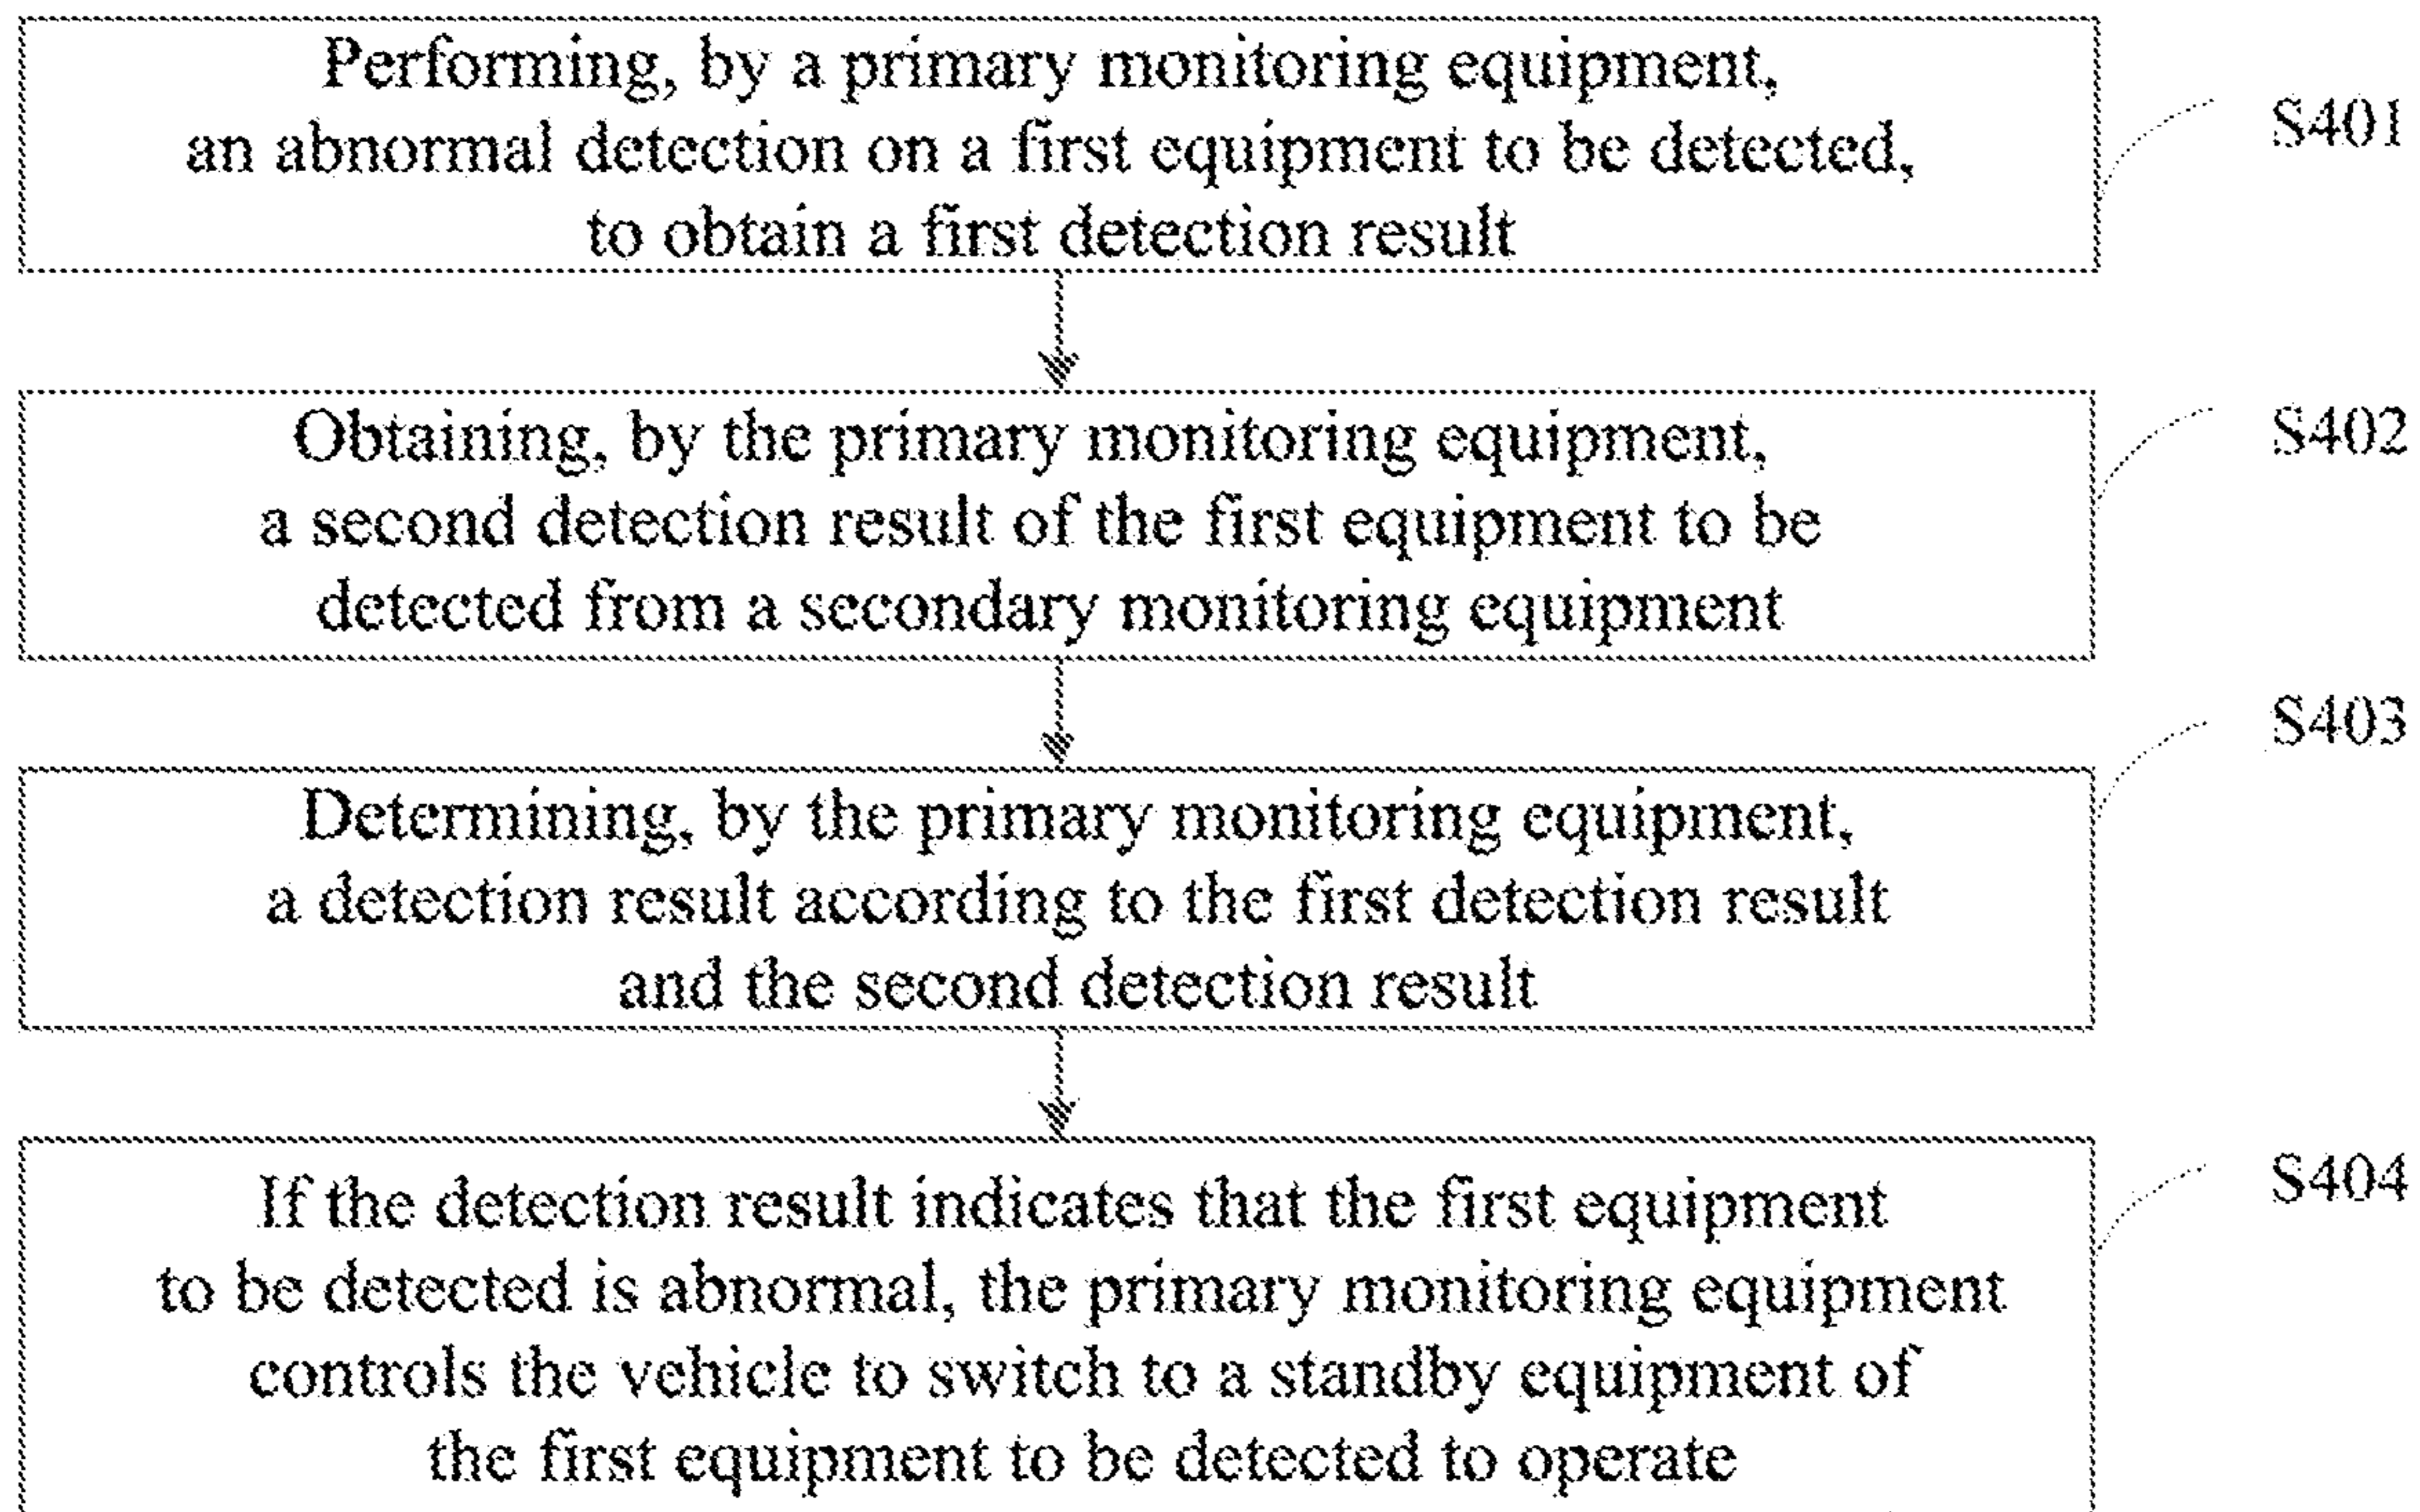 Performing, by a primary monitoring equipment,
an abnormal detection on a first equipment to be detected,
to obtain a first detection result
S401
Obtaining, by the primary monitoring equipment,
a second detection result of the first equipment to be
detected from a secondary monitoring equipment
S402
Determining, by the primary monitoring equipment,
a detection result according to the first detection result
and the second detection result
S403
If the detection result indicates that the first equipment
to be detected is abnormal, the primary monitoring equipment
controls the vehicle to switch to a standby equipment of
the first equipment to be detected to operate
S404